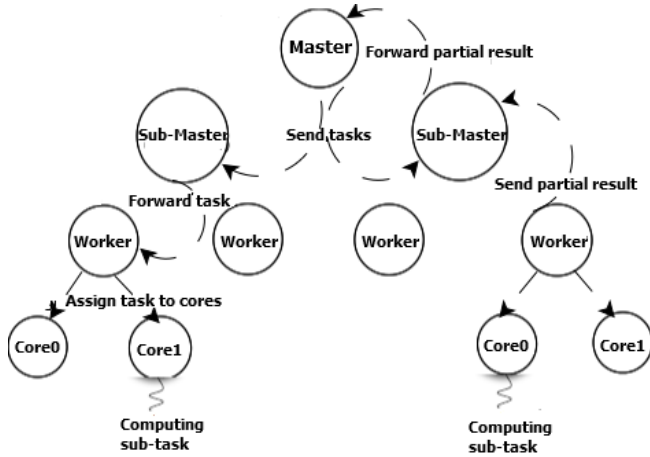 Master
Forward partial result
Sub-Master
Send tasks
Sub-Master
Forward task
Send partial result
Worker
Worker
Worker
Worker
Assign task to cores
Core0
Core1
Core0
Core1
Computing
sub-task
Computing
sub-task